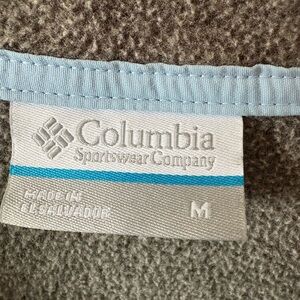 Columbia
Sportswear Company
MADE IN
EL SALVADOR
M